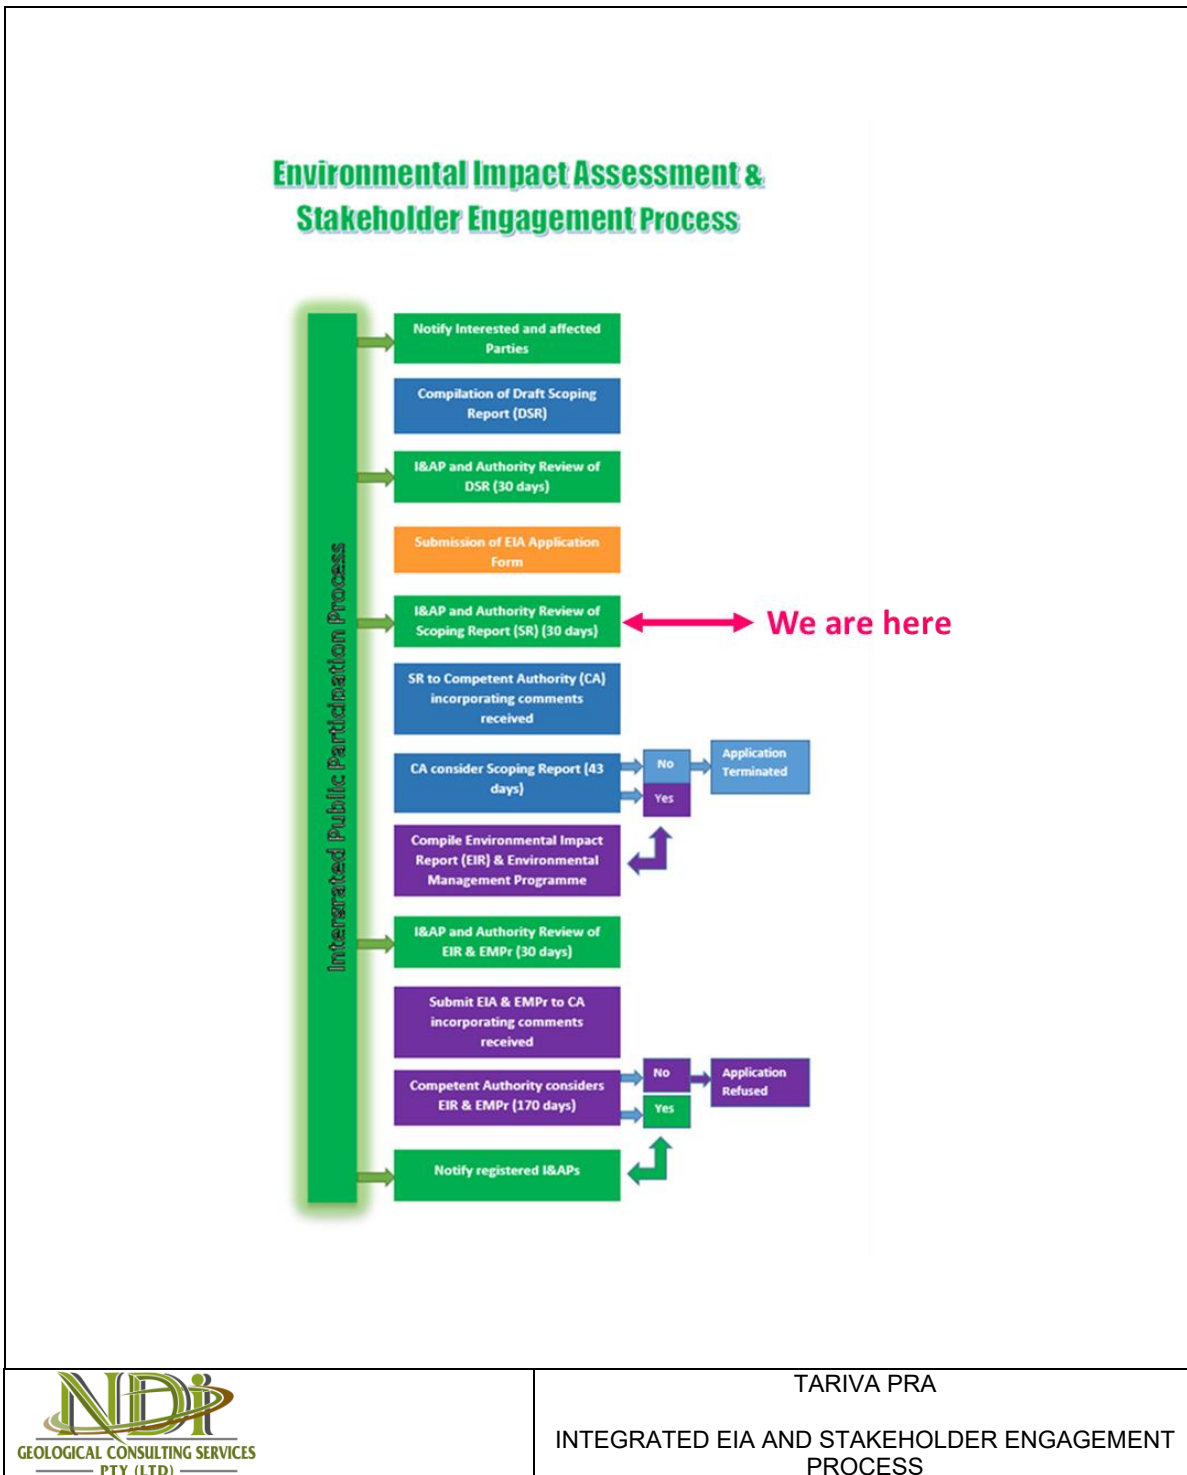 Environmental Impact Assessment &
Stakeholder Engagement Process
Intergrated Public Participation Process
Notify Interested and affected
Parties
Compilation of Draft Scoping
Report (DSR)
I&AP and Authority Review of
DSR (30 days)
Submission of EIA Application
Form
I&AP and Authority Review of
Scoping Report (SR) (30 days)
We are here
SR to Competent Authority (CA)
incorporating comments
received
CA consider Scoping Report (43
days)
No
Yes
Application
Terminated
Compile Environmental Impact
Report (EIR) & Environmental
Management Programme
I&AP and Authority Review of
EIR & EMPr (30 days)
Submit EIA & EMPr to CA
incorporating comments
received
Competent Authority considers
EIR & EMPr (170 days)
No
Yes
Application
Refused
Notify registered I&APs
NDi
GEOLOGICAL CONSULTING SERVICES
PTY (LTD)
TARIVA PRA
INTEGRATED EIA AND STAKEHOLDER ENGAGEMENT
PROCESS